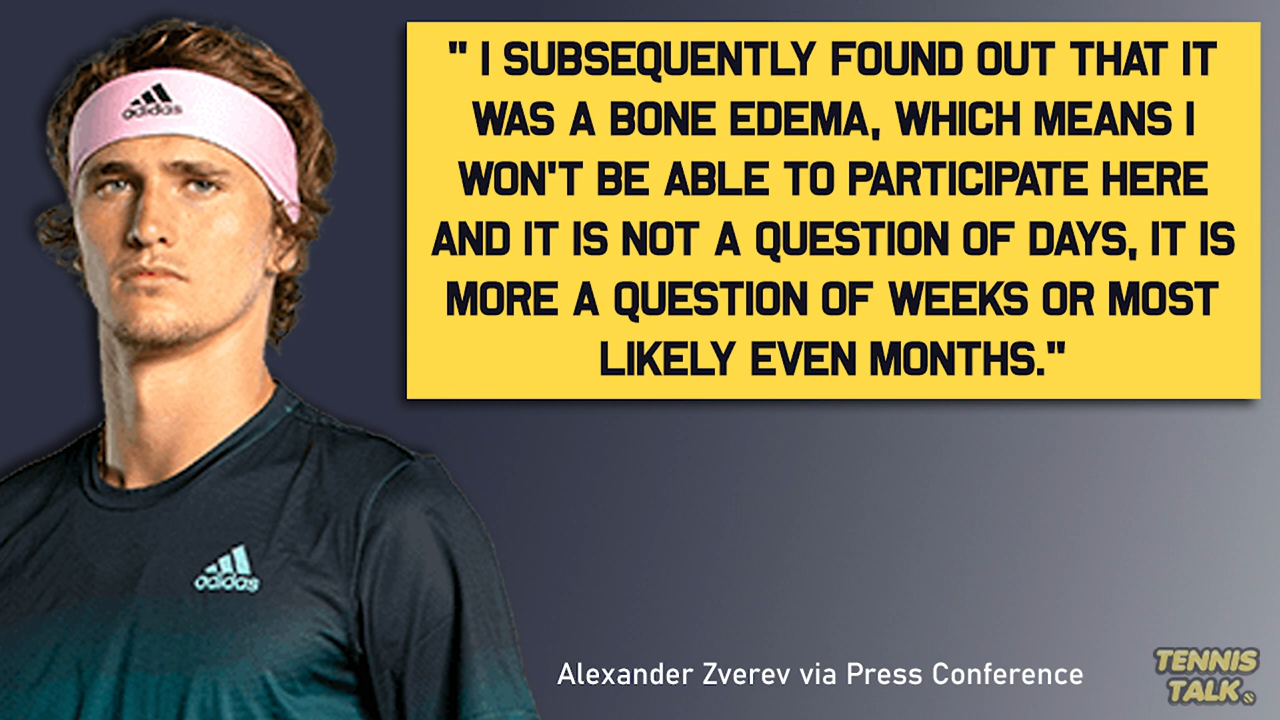 adidas
" I SUBSEQUENTLY FOUND OUT THAT IT
WAS A BONE EDEMA, WHICH MEANS I
WON'T BE ABLE TO PARTICIPATE HERE
AND IT IS NOT A QUESTION OF DAYS, IT IS
MORE A QUESTION OF WEEKS OR MOST
LIKELY EVEN MONTHS."
adidas
Alexander Zverev via Press Conference
TENNIS
TALK